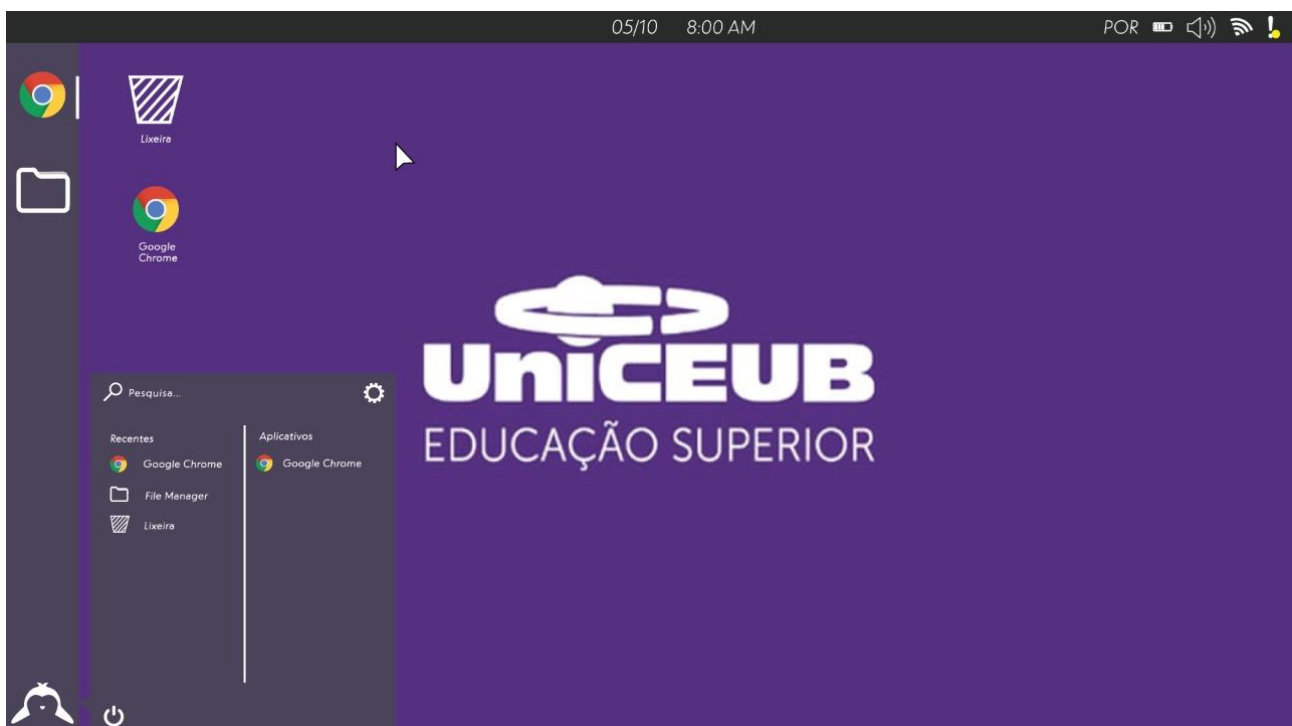 05/10 8:00 AM
POR
Lixeira
Google
Chrome
UniCEUB
EDUCAÇÃO SUPERIOR
Pesquisa...
Recentes
Google Chrome
File Manager
Lixeira
Aplicativos
Google Chrome